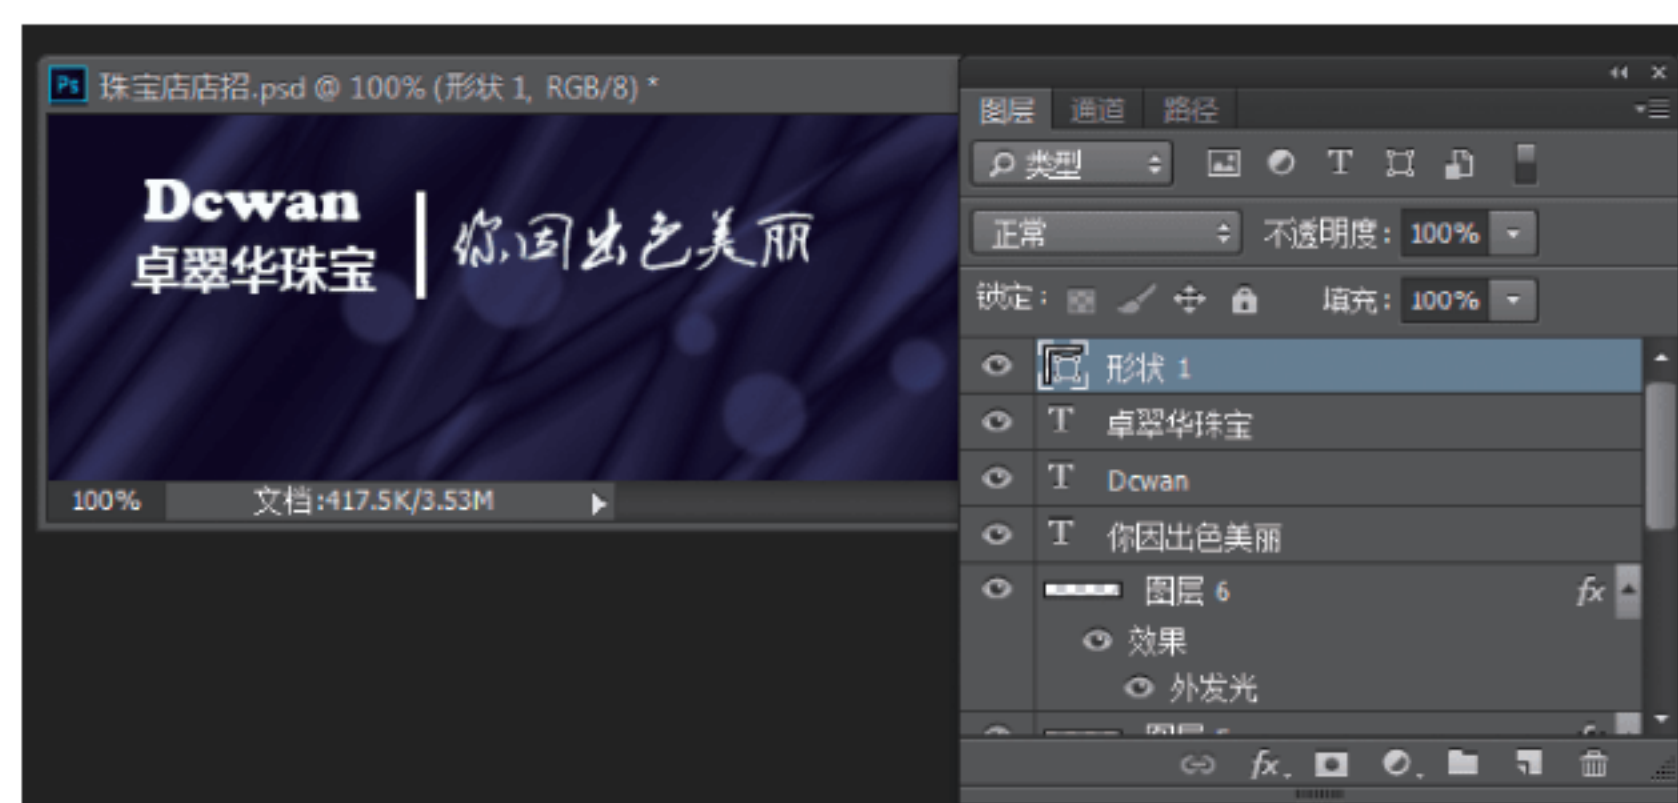 Ps 珠宝店店招.psd @ 100% (形状 1, RGB/8) *
Dcwan
卓翠华珠宝
你因出色美丽
100% 文档:417.5K/3.53M
图层 通道 路径
类型 T
正常 不透明度: 100%
锁定: 填充: 100%
形状 1
T 卓翠华珠宝
T Dcwan
T 你因出色美丽
图层 6 fx
效果
外发光
fx